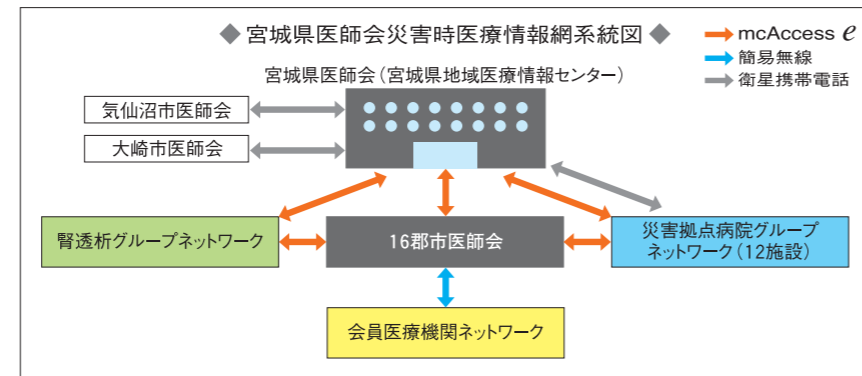 ◆ 宮城県医師会災害時医療情報網系統図 ◆
mcAccess e
簡易無線
衛星携帯電話
宮城県医師会（宮城県地域医療情報センター）
気仙沼市医師会
大崎市医師会
腎透析グループネットワーク
16郡市医師会
災害拠点病院グループ
ネットワーク（12施設）
会員医療機関ネットワーク